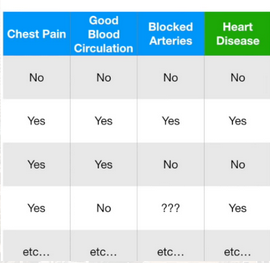 Chest Pain Good Blood Circulation Blocked Arteries Heart Disease
No No No No
Yes Yes Yes Yes
Yes Yes No No
Yes No ??? Yes
etc... etc... etc... etc...